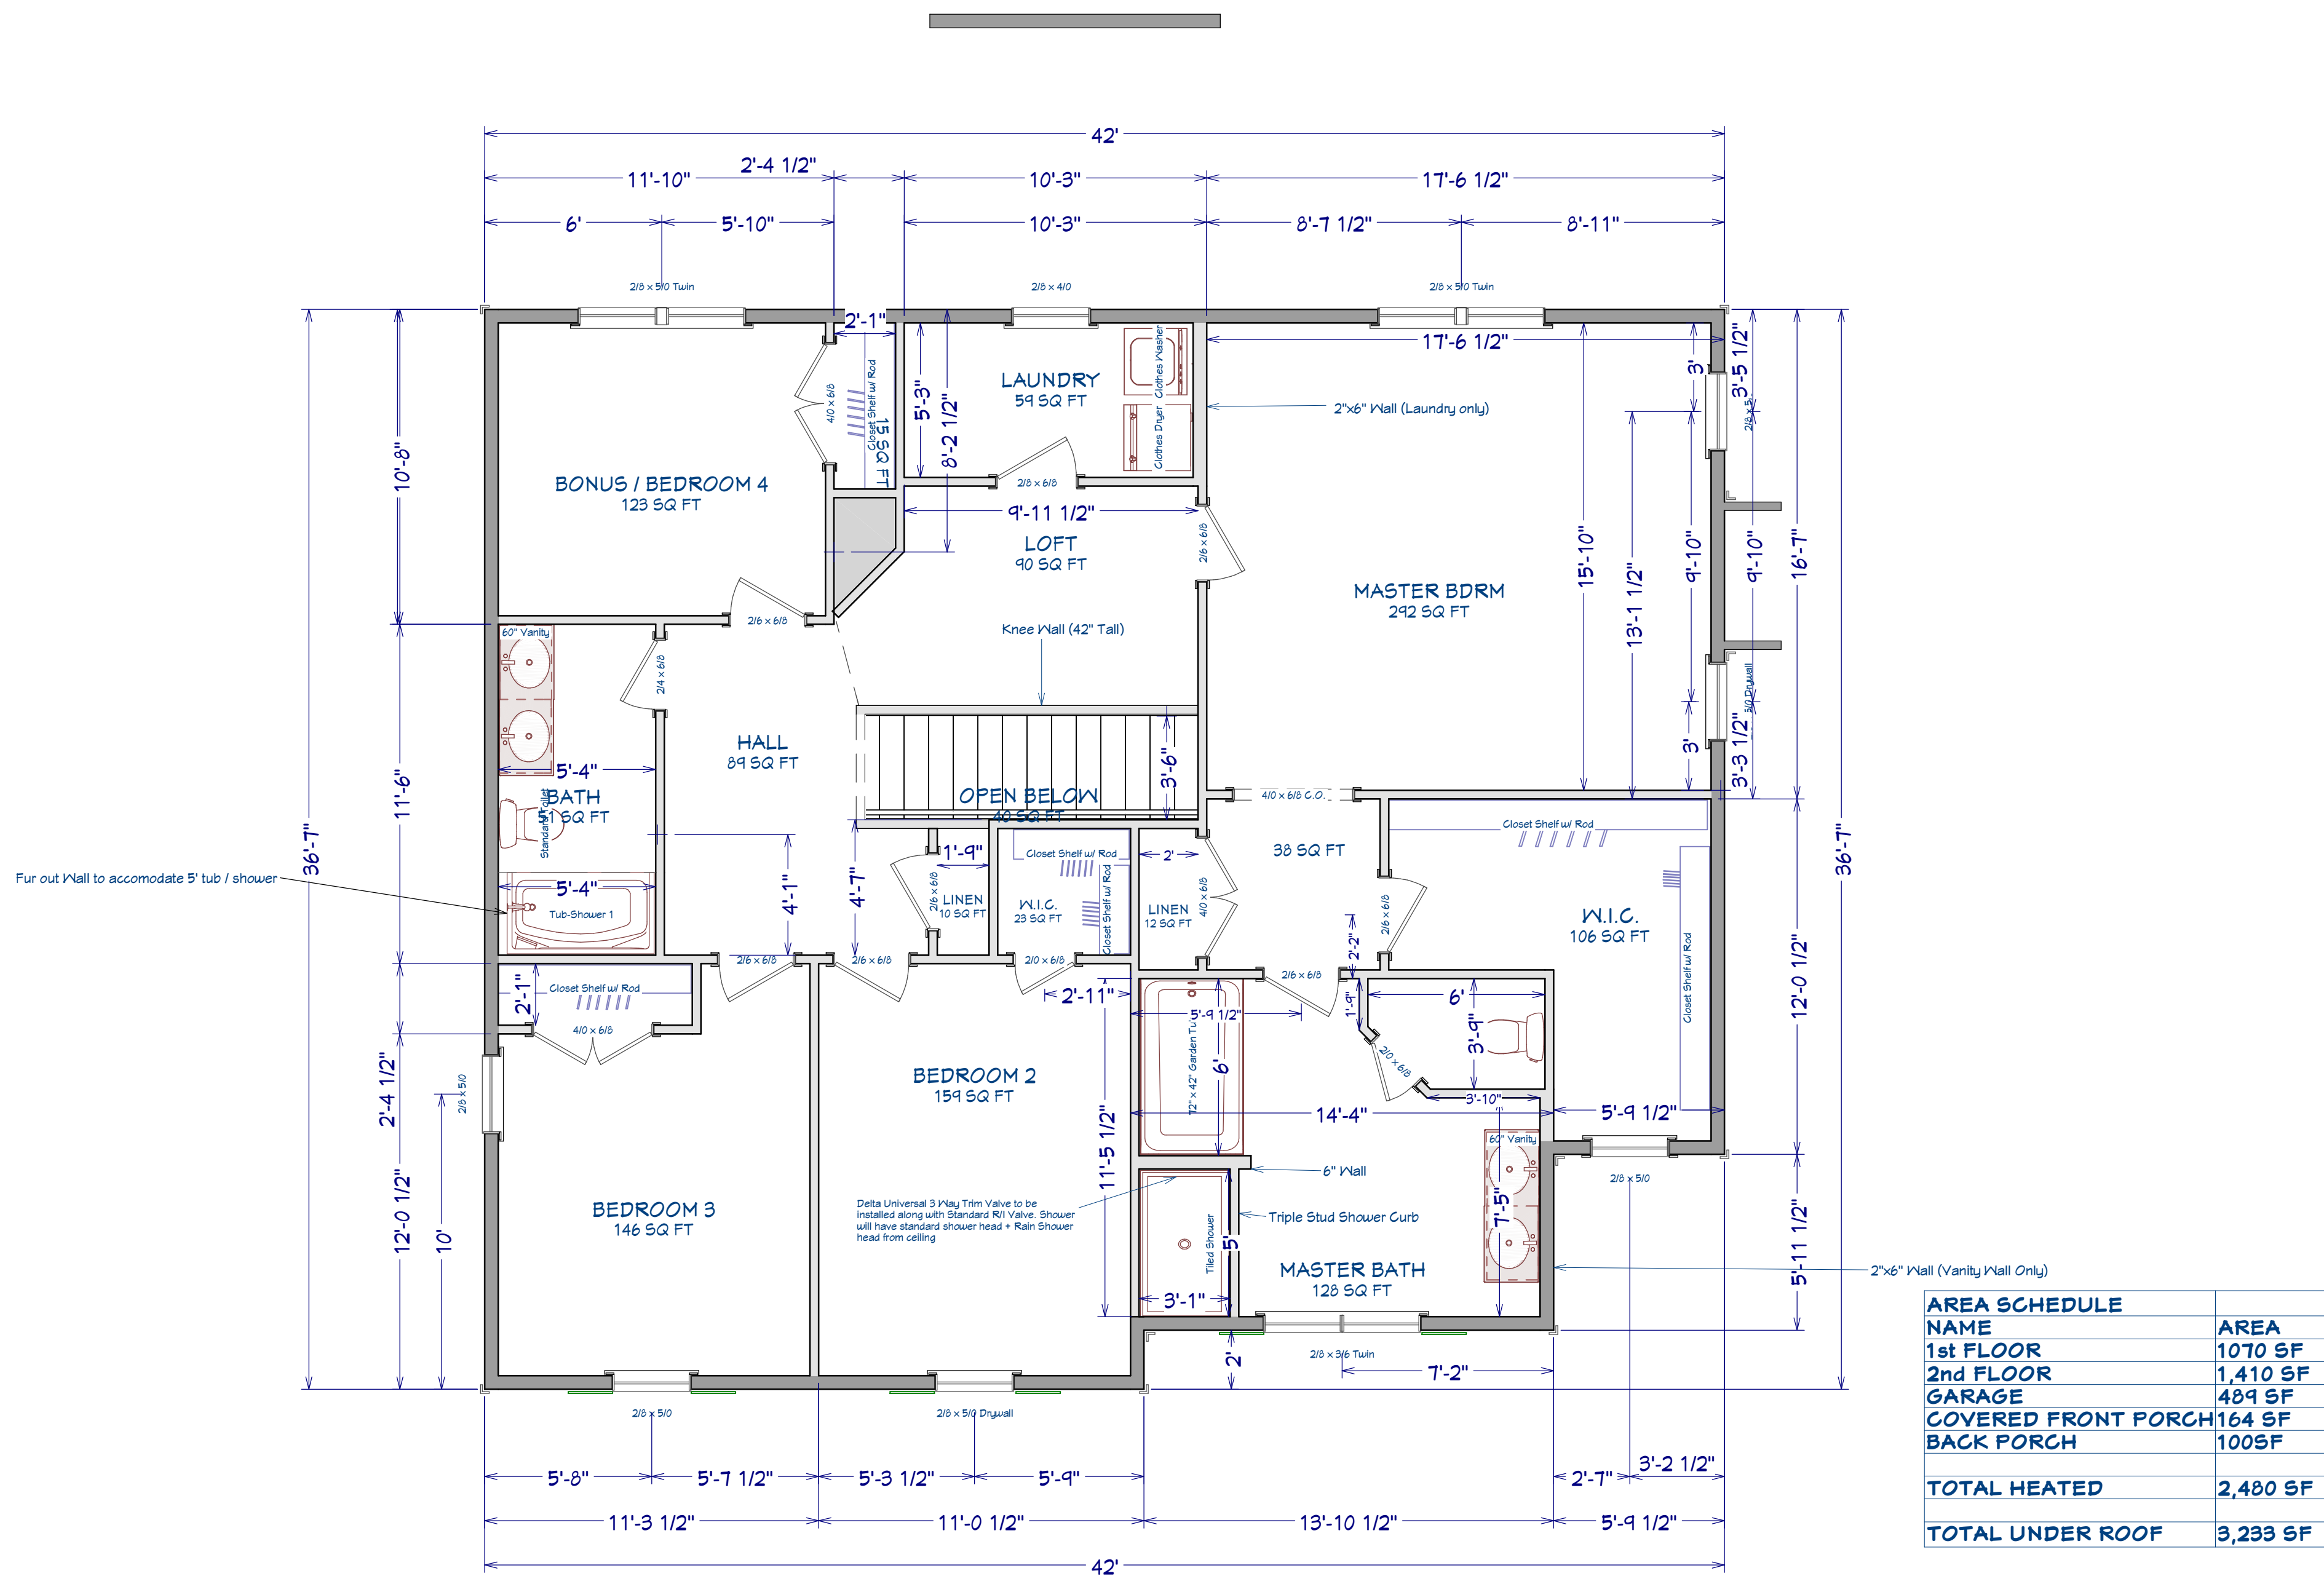 42'
2'-4 1/2"
11'-10"
10'-3"
17'-6 1/2"
6'
5'-10"
10'-3"
8'-7 1/2"
8'-11"
2/8 x 5/0 Twin
2/8 x 4/0
2/8 x 5/0 Twin
2'-1"
17'-6 1/2"
3'
3'-5 1/2"
Clothes Washer
LAUNDRY
59 SQ FT
5'-3"
8'-2 1/2"
4/0 x 6/8
Closet Shelf w/ Rod
15 SQ FT
2"x6" Wall (Laundry only)
Clothes Dryer
10'-8"
BONUS / BEDROOM 4
123 SQ FT
2/8 x 6/8
9'-11 1/2"
LOFT
90 SQ FT
2/6 x 6/8
15'-10"
13'-1 1/2"
9'-10"
9'-10"
16'-7"
MASTER BDRM
292 SQ FT
2/6 x 6/8
60" Vanity
Knee Wall (42" Tall)
2/4 x 6/8
5/0 Drywall
HALL
89 SQ FT
3'-6"
3'
3'-3 1/2"
5'-4"
BATH
51 SQ FT
Standard Toilet
11'-6"
OPEN BELOW
40 SQ FT
4/0 x 6/8 C.O.
36'-7"
36'-7"
Closet Shelf w/ Rod
38 SQ FT
1'-9"
Closet Shelf w/ Rod
2'
Fur out Wall to accomodate 5' tub / shower
5'-4"
Tub-Shower 1
4'-1"
4'-7"
2/6 x 6/8
LINEN
10 SQ FT
W.I.C.
23 SQ FT
Closet Shelf w/ Rod
LINEN
12 SQ FT
4/0 x 6/8
2/6 x 6/8
W.I.C.
106 SQ FT
Closet Shelf w/ Rod
2'-2"
12'-0 1/2"
2/6 x 6/8
2/6 x 6/8
2/0 x 6/8
2/6 x 6/8
2'-1"
Closet Shelf w/ Rod
4/0 x 6/8
2'-11"
5'-9 1/2"
1'-9"
6'
3'-9"
2/0 x 6/8
2'-4 1/2"
2/8 x 5/0
BEDROOM 2
159 SQ FT
72" x 42" Garden Tu
6'
3'-10"
14'-4"
5'-9 1/2"
11'-5 1/2"
60" Vanity
6" Wall
2/8 x 5/0
12'-0 1/2"
10'
BEDROOM 3
146 SQ FT
Delta Universal 3 Way Trim Valve to be
installed along with Standard R/I Valve. Shower
will have standard shower head + Rain Shower
head from ceiling
Triple Stud Shower Curb
7'-5"
Tiled Shower
5'
5'-11 1/2"
MASTER BATH
128 SQ FT
3'-1"
2"x6" Wall (Vanity Wall Only)
2'
2/8 x 3/6 Twin
7'-2"
2/8 x 5/0
2/8 x 5/0 Drywall
5'-8"
5'-7 1/2"
5'-3 1/2"
5'-9"
2'-7"
3'-2 1/2"
11'-3 1/2"
11'-0 1/2"
13'-10 1/2"
5'-9 1/2"
42'
AREA SCHEDULE
NAME AREA
1st FLOOR 1070 SF
2nd FLOOR 1,410 SF
GARAGE 489 SF
COVERED FRONT PORCH 164 SF
BACK PORCH 100SF
TOTAL HEATED 2,480 SF
TOTAL UNDER ROOF 3,233 SF